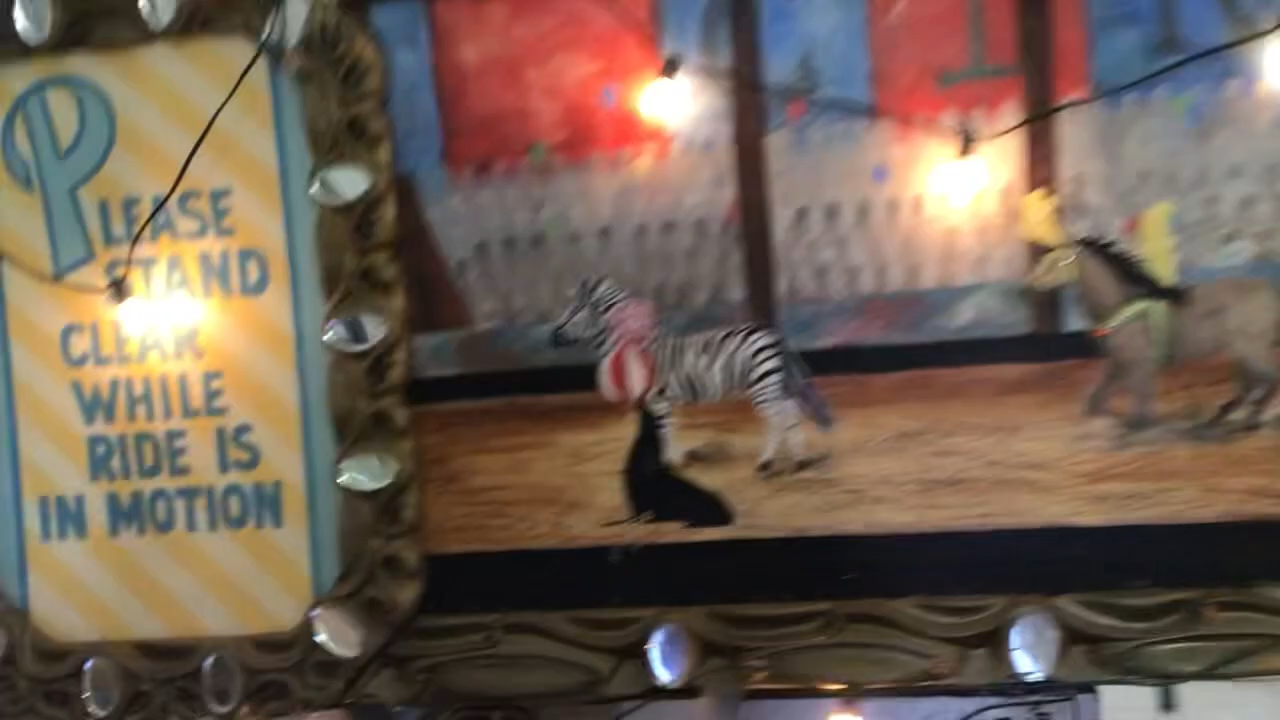 PLEASE
STAND
CLEAR
WHILE
RIDE IS
IN MOTION